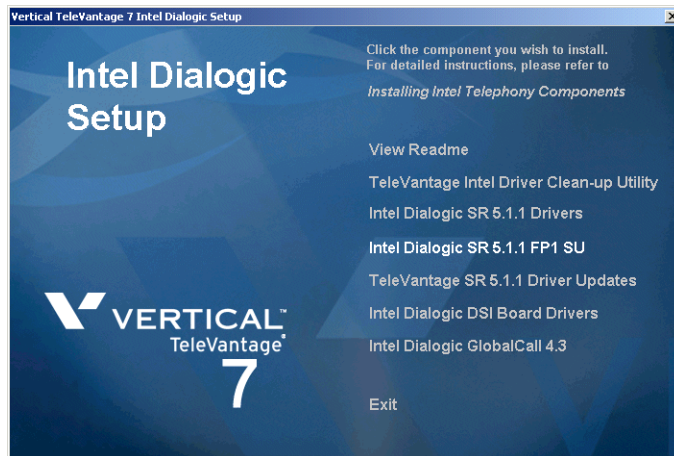 Vertical TeleVantage 7 Intel Dialogic Setup
Intel Dialogic
Setup
Click the component you wish to install.
For detailed instructions, please refer to
Installing Intel Telephony Components
View Readme
TeleVantage Intel Driver Clean-up Utility
Intel Dialogic SR 5.1.1 Drivers
Intel Dialogic SR 5.1.1 FP1 SU
TeleVantage SR 5.1.1 Driver Updates
Intel Dialogic DSI Board Drivers
Intel Dialogic GlobalCall 4.3
Exit
VERTICAL™
TeleVantage®
7